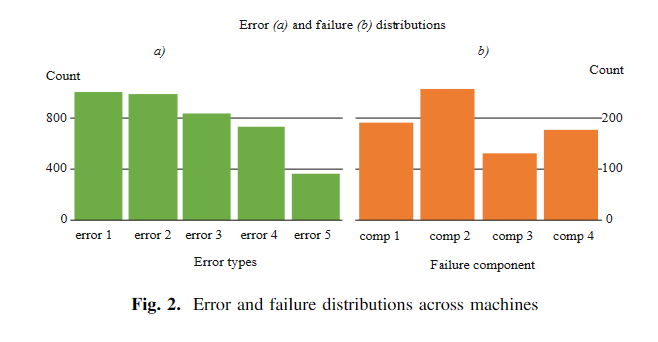 Error (a) and failure (b) distributions
a)
b)
Count
Count
800
400
0
200
100
0
error 1 error 2 error 3 error 4 error 5
comp 1 comp 2 comp 3 comp 4
Error types
Failure component
Fig. 2. Error and failure distributions across machines